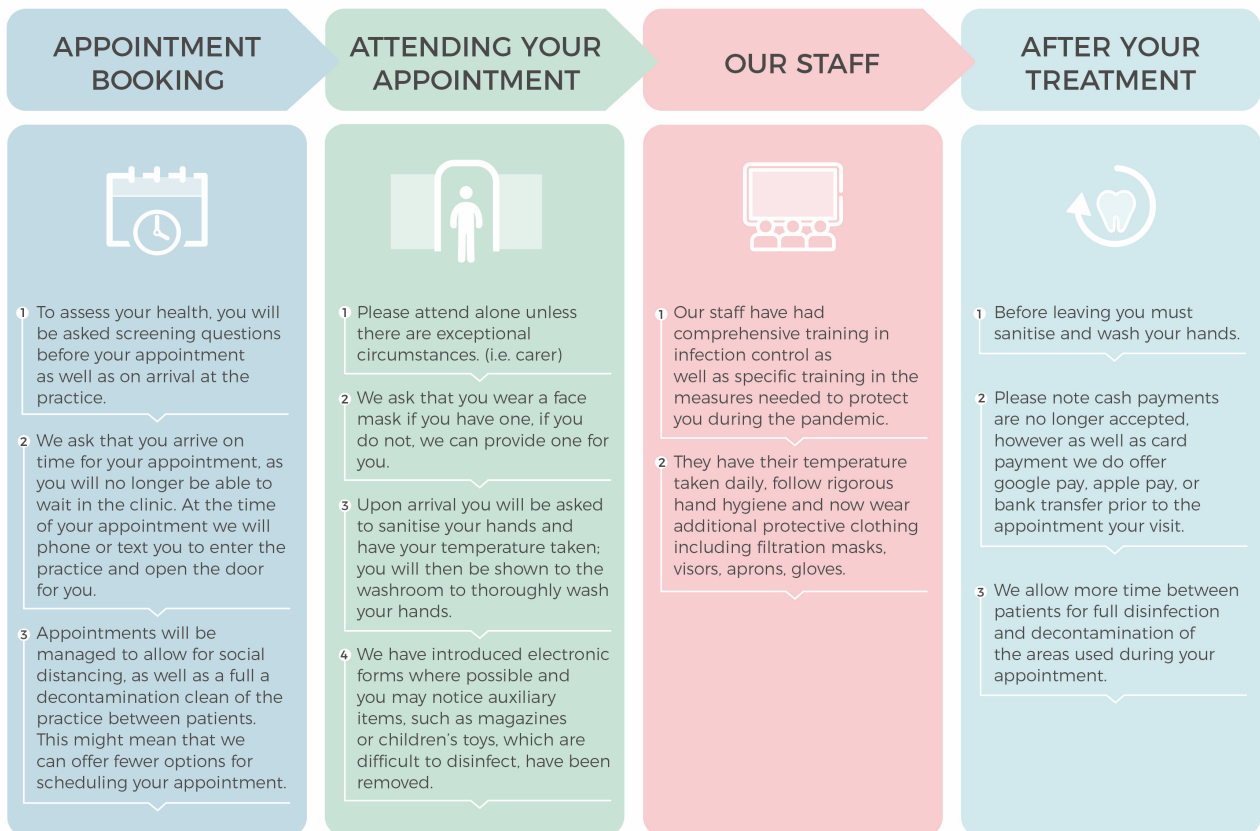 APPOINTMENT
BOOKING
1 To assess your health, you will
be asked screening questions
before your appointment
as well as on arrival at the
practice.
2 We ask that you arrive on
time for your appointment, as
you will no longer be able to
wait in the clinic. At the time
of your appointment we will
phone or text you to enter the
practice and open the door
for you.
3 Appointments will be
managed to allow for social
distancing, as well as a full a
decontamination clean of the
practice between patients.
This might mean that we
can offer fewer options for
scheduling your appointment.
ATTENDING YOUR
APPOINTMENT
1 Please attend alone unless
there are exceptional
circumstances. (i.e. carer)
2 We ask that you wear a face
mask if you have one, if you
do not, we can provide one for
you.
3 Upon arrival you will be asked
to sanitise your hands and
have your temperature taken;
you will then be shown to the
washroom to thoroughly wash
your hands.
4 We have introduced electronic
forms where possible and
you may notice auxiliary
items, such as magazines
or children's toys, which are
difficult to disinfect, have been
removed.
OUR STAFF
1 Our staff have had
comprehensive training in
infection control as
well as specific training in the
measures needed to protect
you during the pandemic.
2 They have their temperature
taken daily, follow rigorous
hand hygiene and now wear
additional protective clothing
including filtration masks,
visors, aprons, gloves.
AFTER YOUR
TREATMENT
1 Before leaving you must
sanitise and wash your hands.
2 Please note cash payments
are no longer accepted,
however as well as card
payment we do offer
google pay, apple pay, or
bank transfer prior to the
appointment your visit.
3 We allow more time between
patients for full disinfection
and decontamination of
the areas used during your
appointment.